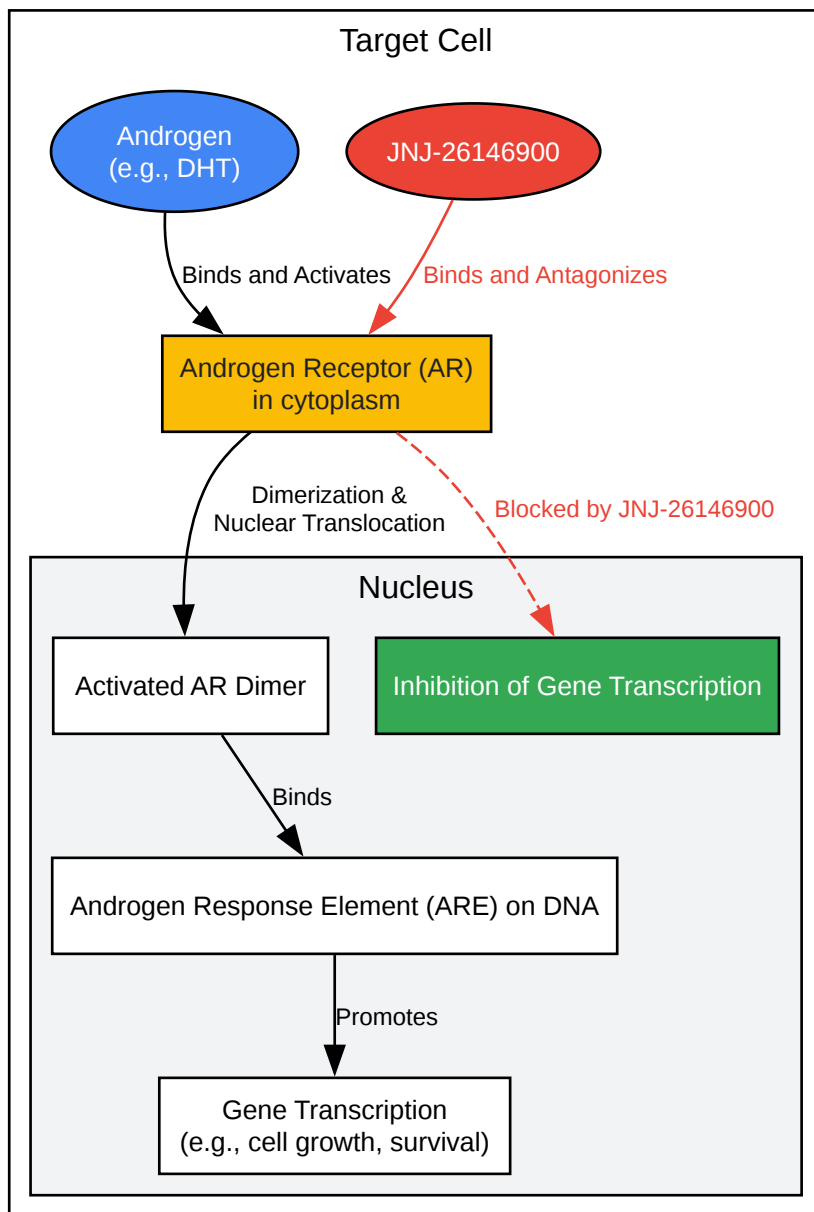 Target Cell
Androgen
(e.g., DHT)
JNJ-26146900
Binds and Activates
Binds and Antagonizes
Androgen Receptor (AR)
in cytoplasm
Dimerization &
Nuclear Translocation
Blocked by JNJ-26146900
Nucleus
Activated AR Dimer
Inhibition of Gene Transcription
Binds
Androgen Response Element (ARE) on DNA
Promotes
Gene Transcription
(e.g., cell growth, survival)